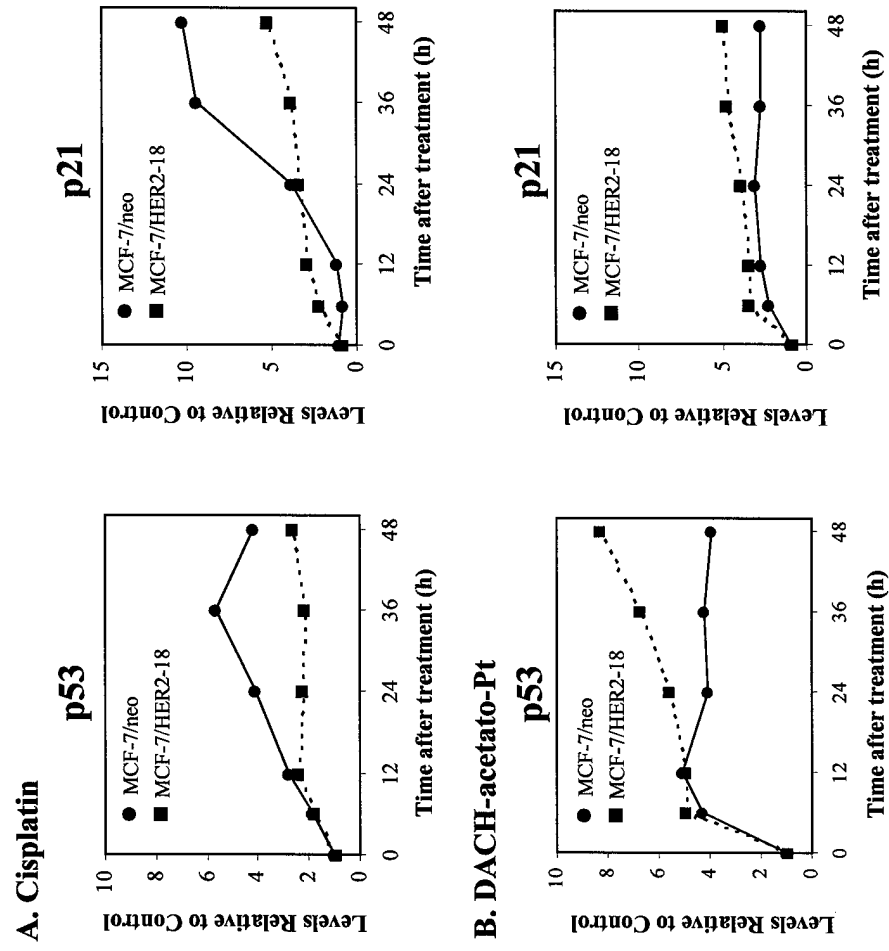 A. Cisplatin
p53
Levels Relative to Control
10
8
6
4
2
0
MCF-7/neo
MCF-7/HER2-18
0 12 24 36 48
Time after treatment (h)
p21
Levels Relative to Control
15
10
5
0
MCF-7/neo
MCF-7/HER2-18
0 12 24 36 48
Time after treatment (h)
B. DACH-acetato-Pt
p53
Levels Relative to Control
10
8
6
4
2
0
MCF-7/neo
MCF-7/HER2-18
0 12 24 36 48
Time after treatment (h)
p21
Levels Relative to Control
15
10
5
0
MCF-7/neo
MCF-7/HER2-18
0 12 24 36 48
Time after treatment (h)